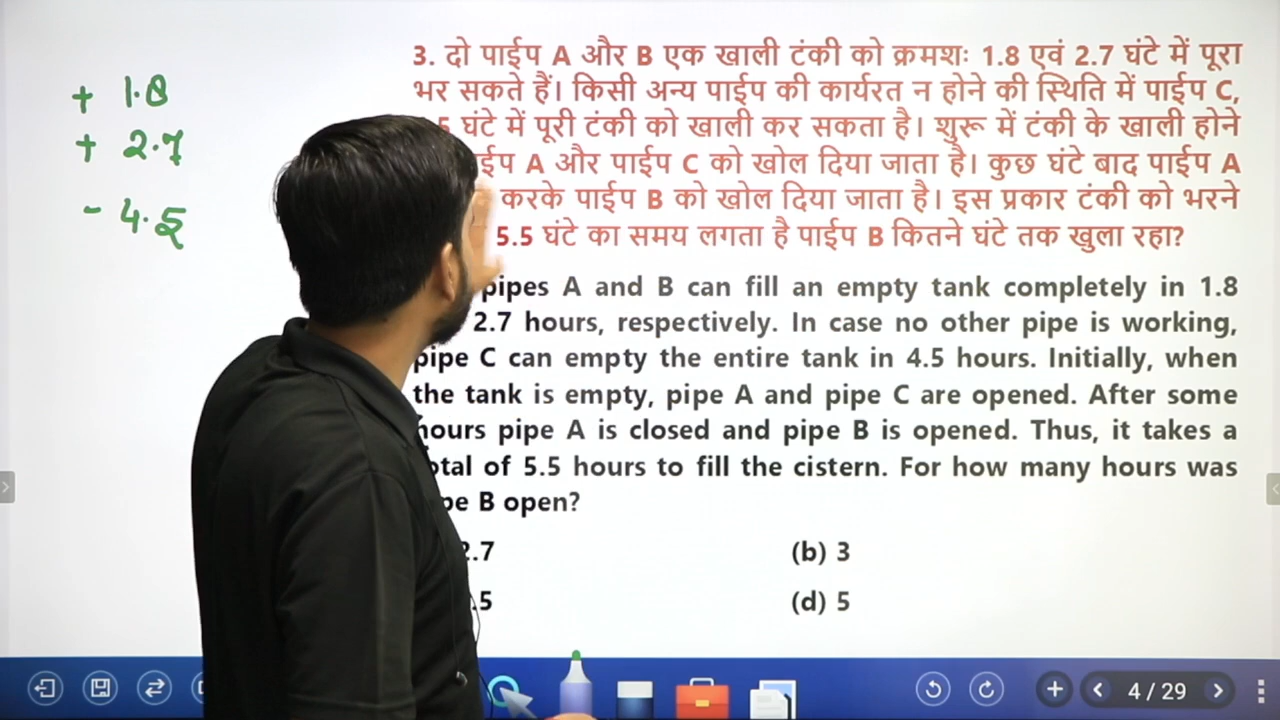 + 1.8
+ 2.7
- 4.5
3. दो पाईप A और B एक खाली टंकी को क्रमशः 1.8 एवं 2.7 घंटे में पूरा
भर सकते हैं। किसी अन्य पाईप की कार्यरत न होने की स्थिति में पाईप C,
5 घंटे में पूरी टंकी को खाली कर सकता है। शुरू में टंकी के खाली होने
ईप A और पाईप C को खोल दिया जाता है। कुछ घंटे बाद पाईप A
करके पाईप B को खोल दिया जाता है। इस प्रकार टंकी को भरने
5.5 घंटे का समय लगता है पाईप B कितने घंटे तक खुला रहा?
pipes A and B can fill an empty tank completely in 1.8
2.7 hours, respectively. In case no other pipe is working,
pipe C can empty the entire tank in 4.5 hours. Initially, when
the tank is empty, pipe A and pipe C are opened. After some
hours pipe A is closed and pipe B is opened. Thus, it takes a
total of 5.5 hours to fill the cistern. For how many hours was
pe B open?
2.7 (b) 3
.5 (d) 5
4 / 29